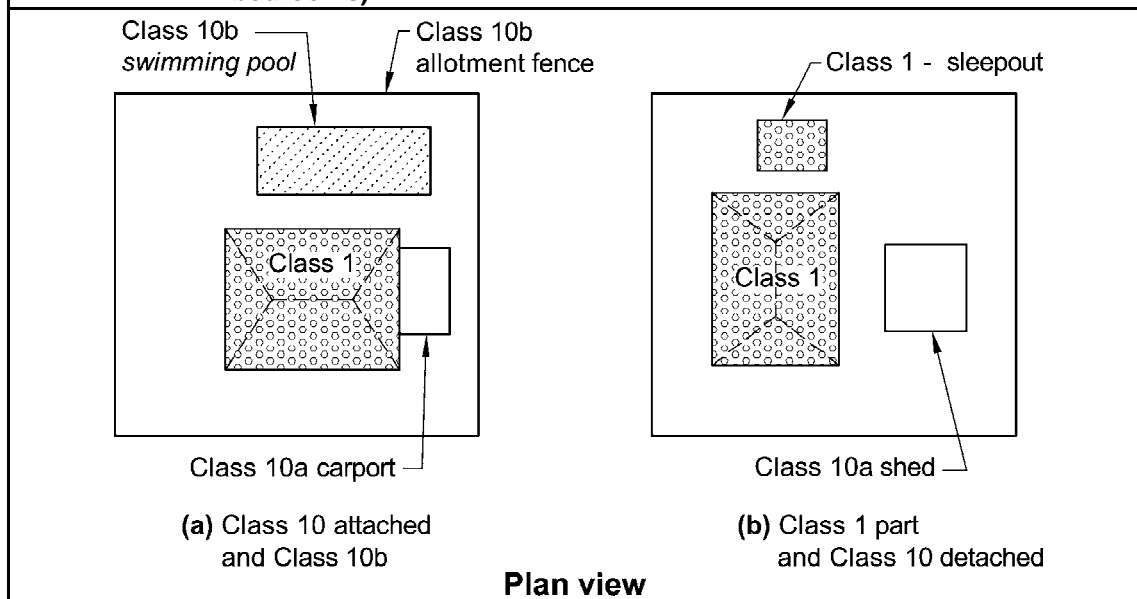 Class 10b
swimming pool
Class 10b
allotment fence
Class 1 - sleepout
Class 1
Class 1
Class 10a carport
Class 10a shed
(a) Class 10 attached
and Class 10b
(b) Class 1 part
and Class 10 detached
Plan view